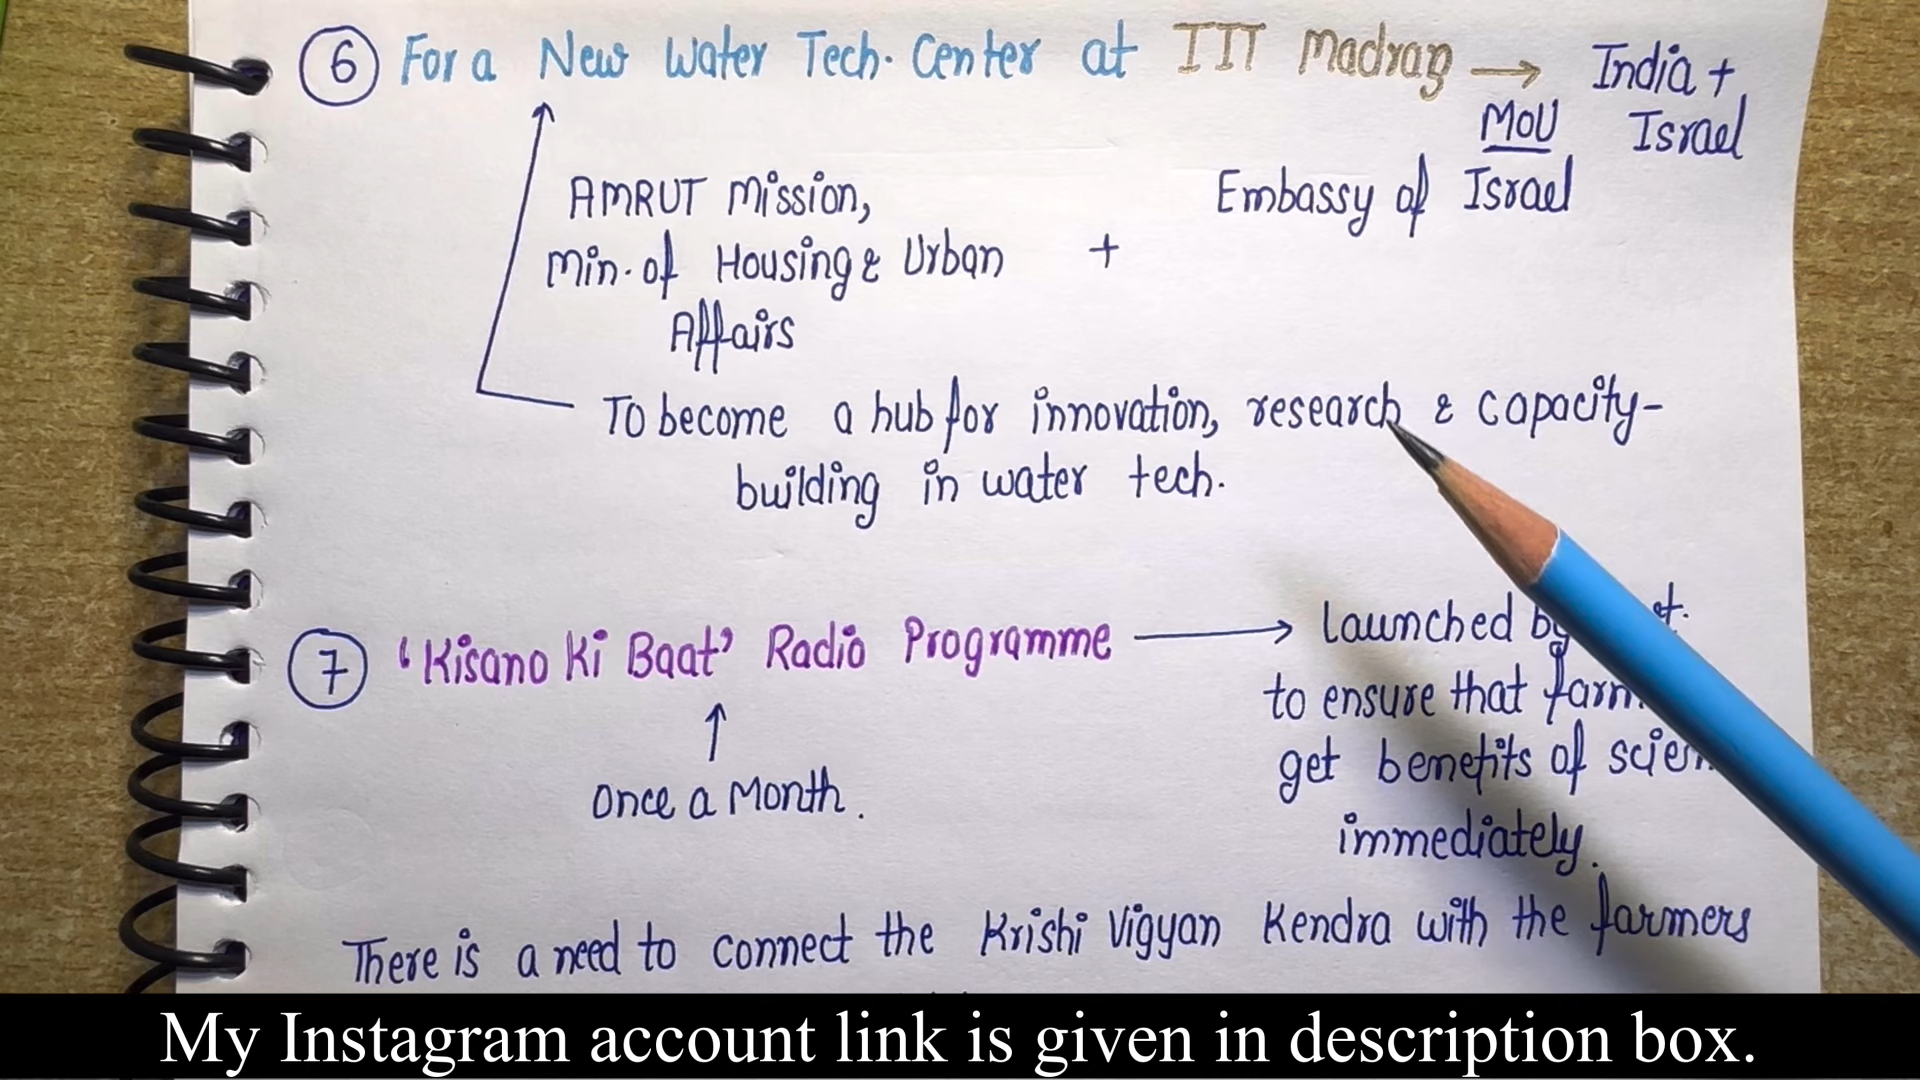 6 For a New Water Tech. Center at IIT Madras → India +
MoU Israel
AMRUT Mission, Embassy of Israel
Min. of Housing & Urban +
Affairs
To become a hub for innovation, research & capacity-
building in water tech.
7 'Kisano Ki Baat' Radio Programme → Launched by
to ensure that
get benefits of
Once a Month. immediately.
There is a need to connect the Krishi Vigyan Kendra with the farmers
My Instagram account link is given in description box.